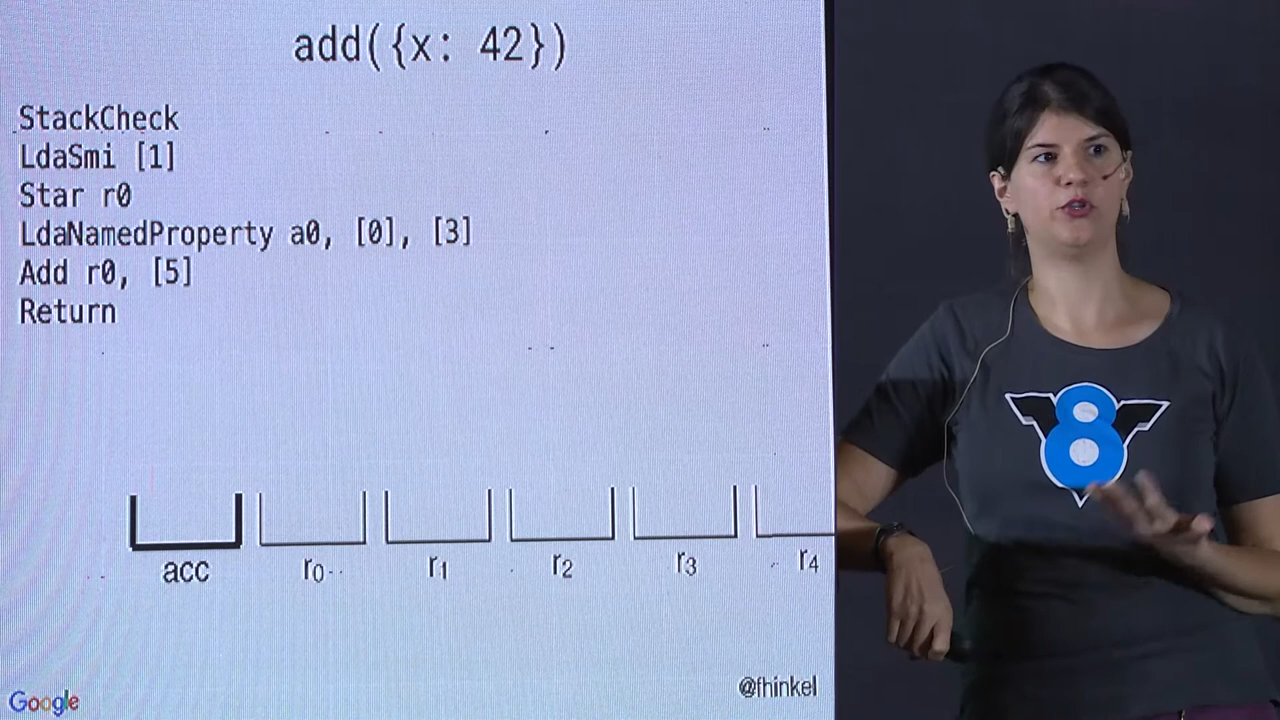 add({x: 42})
StackCheck
LdaSmi [1]
Star r0
LdaNamedProperty a0, [0], [3]
Add r0, [5]
Return
acc r0 r1 r2 r3 r4
Google
@fhinkel
8